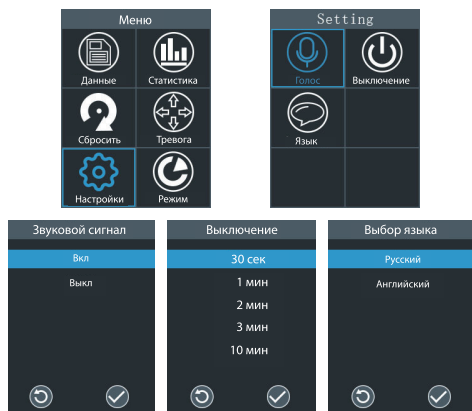 Меню
Данные
Статистика
Сбросить
Тревога
Настройки
Режим
Setting
Голос
Выключение
Язык
Звуковой сигнал
Вкл
Выкл
Выключение
30 сек
1 мин
2 мин
3 мин
10 мин
Выбор языка
Русский
Английский